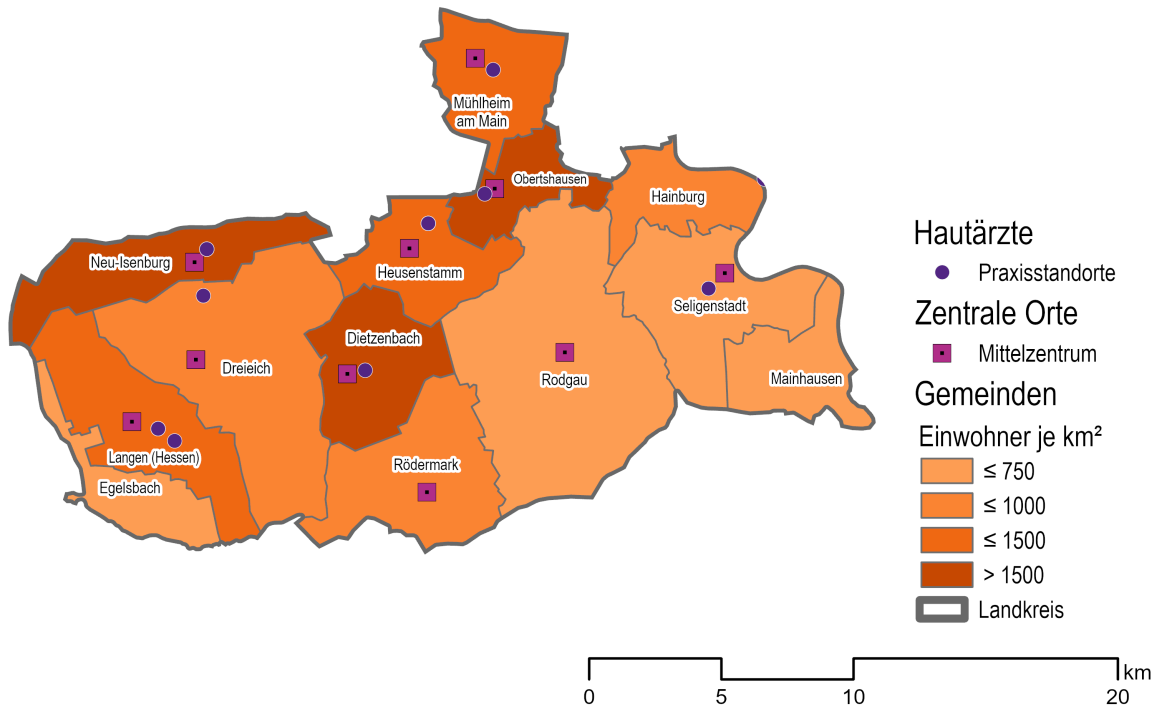 Mühlheim
am Main
Obertshausen
Hainburg
Neu-Isenburg
Heusenstamm
Seligenstadt
Dietzenbach
Dreieich
Rodgau
Mainhausen
Langen (Hessen)
Rödermark
Egelsbach
Hautärzte
Praxisstandorte
Zentrale Orte
Mittelzentrum
Gemeinden
Einwohner je km²
≤ 750
≤ 1000
≤ 1500
> 1500
Landkreis
km
0 5 10 20